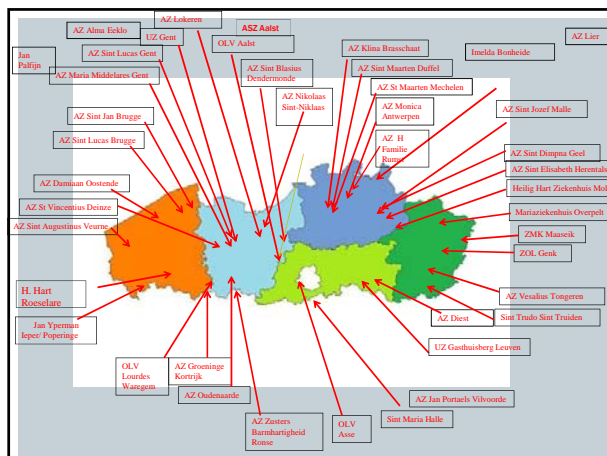 AZ Lokeren
ASZ Aalst
AZ Alma Eeklo
UZ Gent
OLV Aalst
AZ Klina Brasschaat
Imelda Bonheide
AZ Lier
Jan
Palfijn
AZ Sint Lucas Gent
AZ Sint Blasius
Dendermonde
AZ Sint Maarten Duffel
AZ Maria Middelares Gent
AZ St Maarten Mechelen
AZ Nikolaas
Sint-Niklaas
AZ Monica
Antwerpen
AZ Sint Jozef Malle
AZ Sint Jan Brugge
AZ Sint Lucas Brugge
AZ H
Familie
Rumst
AZ Sint Dimpna Geel
AZ Sint Elisabeth Herentals
AZ Damiaan Oostende
Heilig Hart Ziekenhuis Mol
AZ St Vincentius Deinze
Mariaziekenhuis Overpelt
AZ Sint Augustinus Veurne
ZMK Maaseik
ZOL Genk
H. Hart
Roeselare
AZ Vesalius Tongeren
Jan Yperman
Ieper/ Poperinge
AZ Diest
Sint Trudo Sint Truiden
UZ Gasthuisberg Leuven
OLV
Lourdes
Waregem
AZ Groeninge
Kortrijk
AZ Oudenaarde
AZ Jan Portaels Vilvoorde
AZ Zusters
Barmhartigheid
Ronse
OLV
Asse
Sint Maria Halle